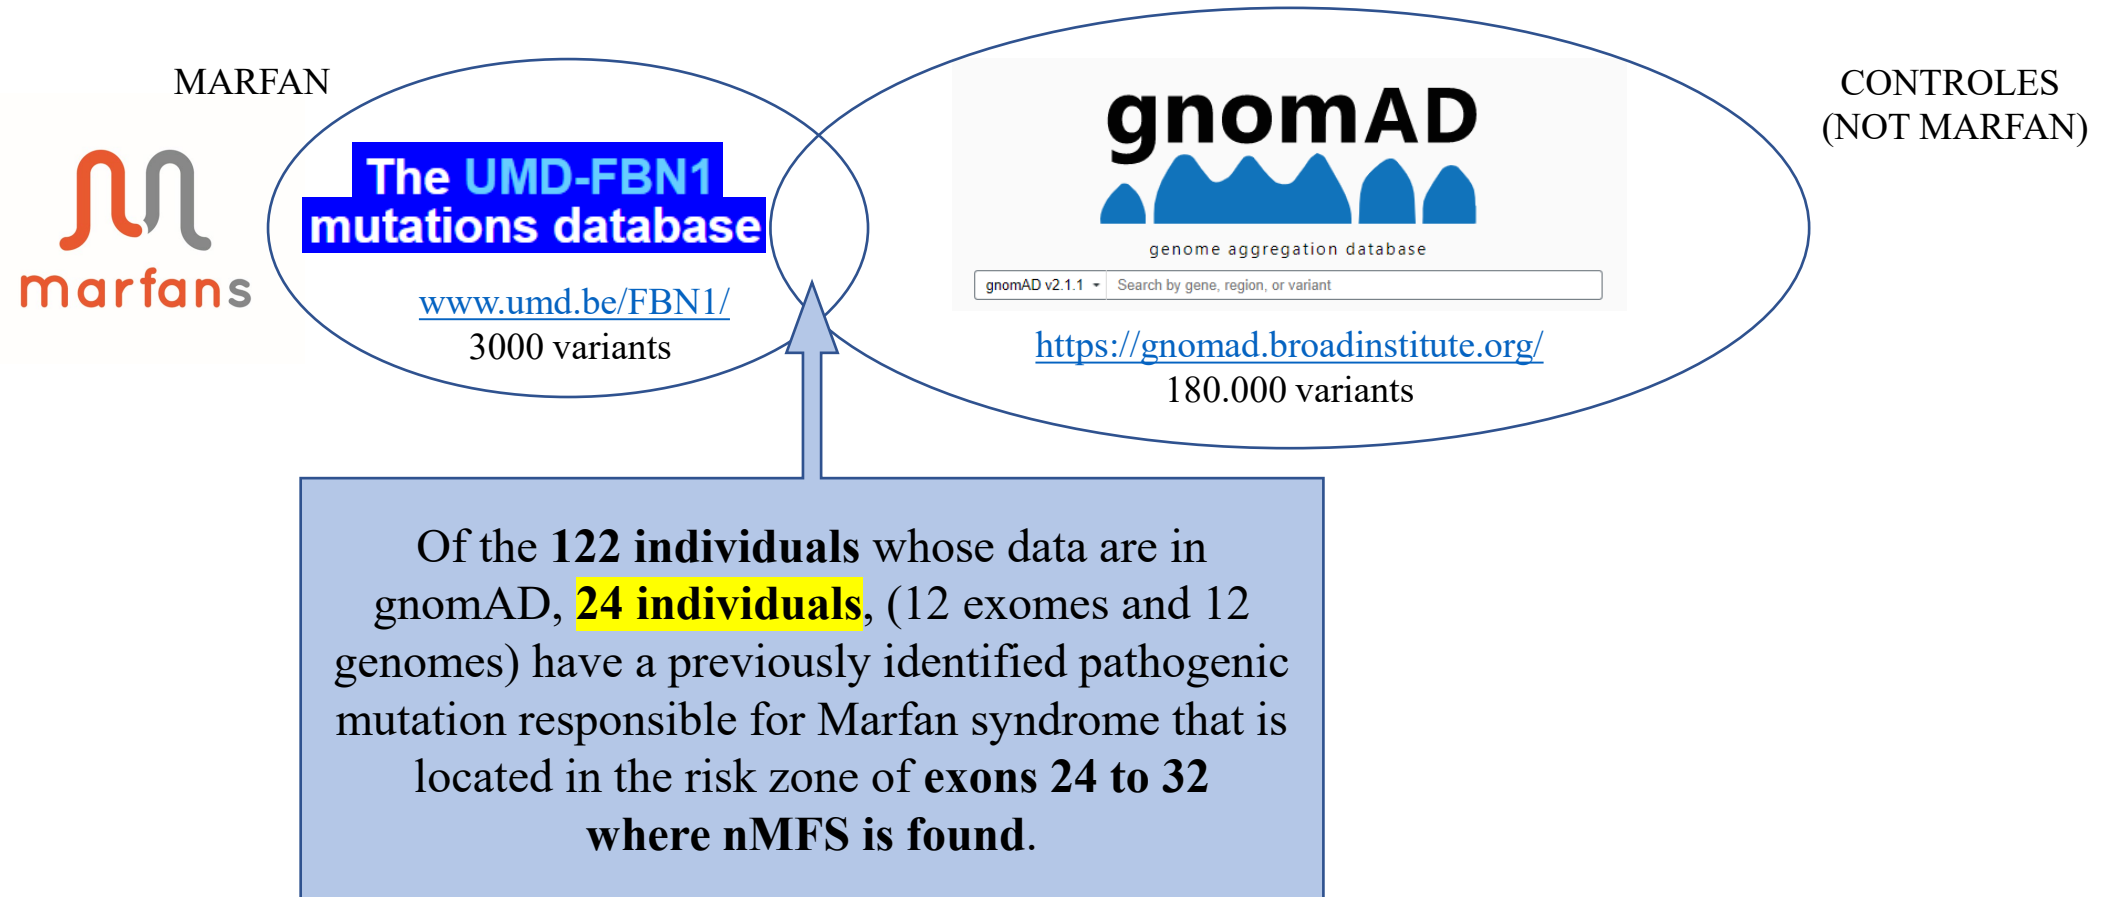 MARFAN
marfans
The UMD-FBN1
mutations database
www.umd.be/FBN1/
3000 variants
gnomAD
genome aggregation database
gnomAD v2.1.1 Search by gene, region, or variant
https://gnomad.broadinstitute.org/
180.000 variants
CONTROLES
(NOT MARFAN)
Of the 122 individuals whose data are in
gnomAD, 24 individuals, (12 exomes and 12
genomes) have a previously identified pathogenic
mutation responsible for Marfan syndrome that is
located in the risk zone of exons 24 to 32
where nMFS is found.